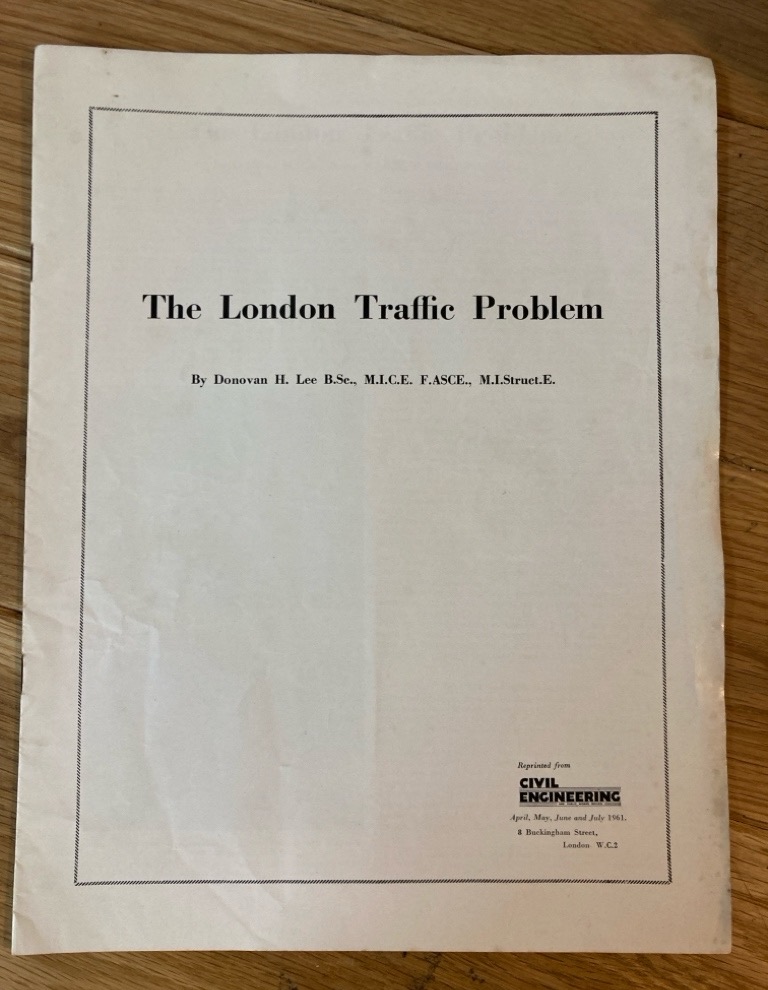 The London Traffic Problem
By Donovan H. Lee B.Sc., M.I.C.E. F.ASCE., M.I.Struct.E.
Reprinted from
CIVIL
ENGINEERING
April, May, June and July 1961.
8 Buckingham Street,
London W.C.2